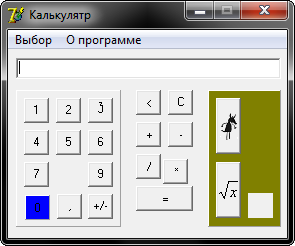 Калькулятр
Выбор О программе
1 2 3 < C
4 5 6 + -
7 9 / ×
, +/- =
√x